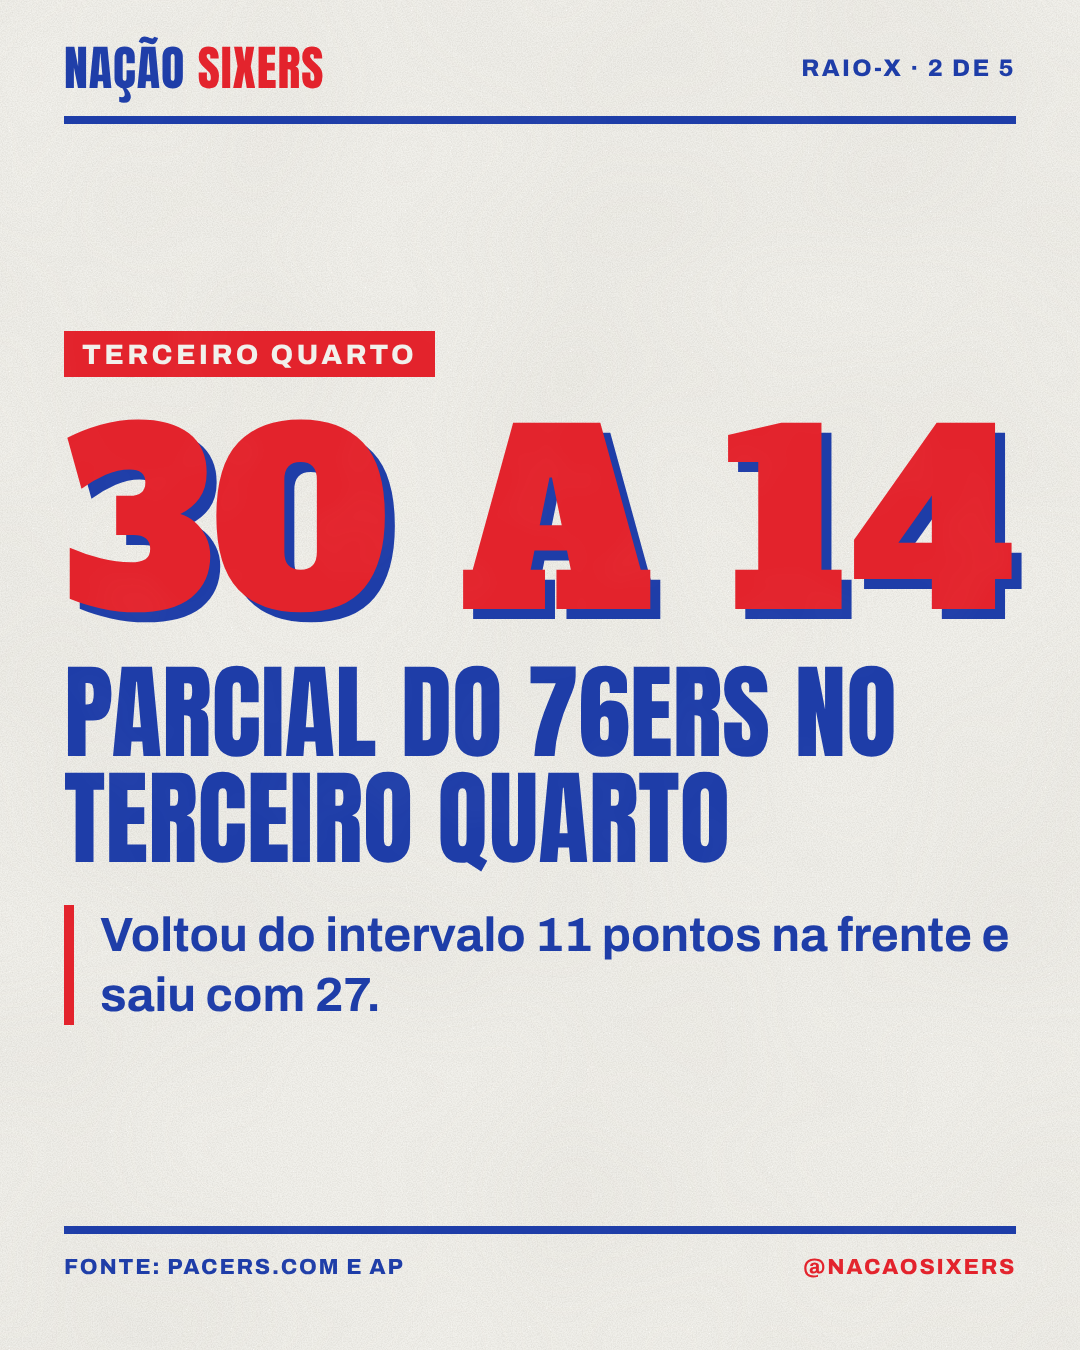 NAÇÃO SIXERS
RAIO-X · 2 DE 5
TERCEIRO QUARTO
30 A 14
PARCIAL DO 76ERS NO
TERCEIRO QUARTO
Voltou do intervalo 11 pontos na frente e
saiu com 27.
FONTE: PACERS.COM E AP
@NACAOSIXERS